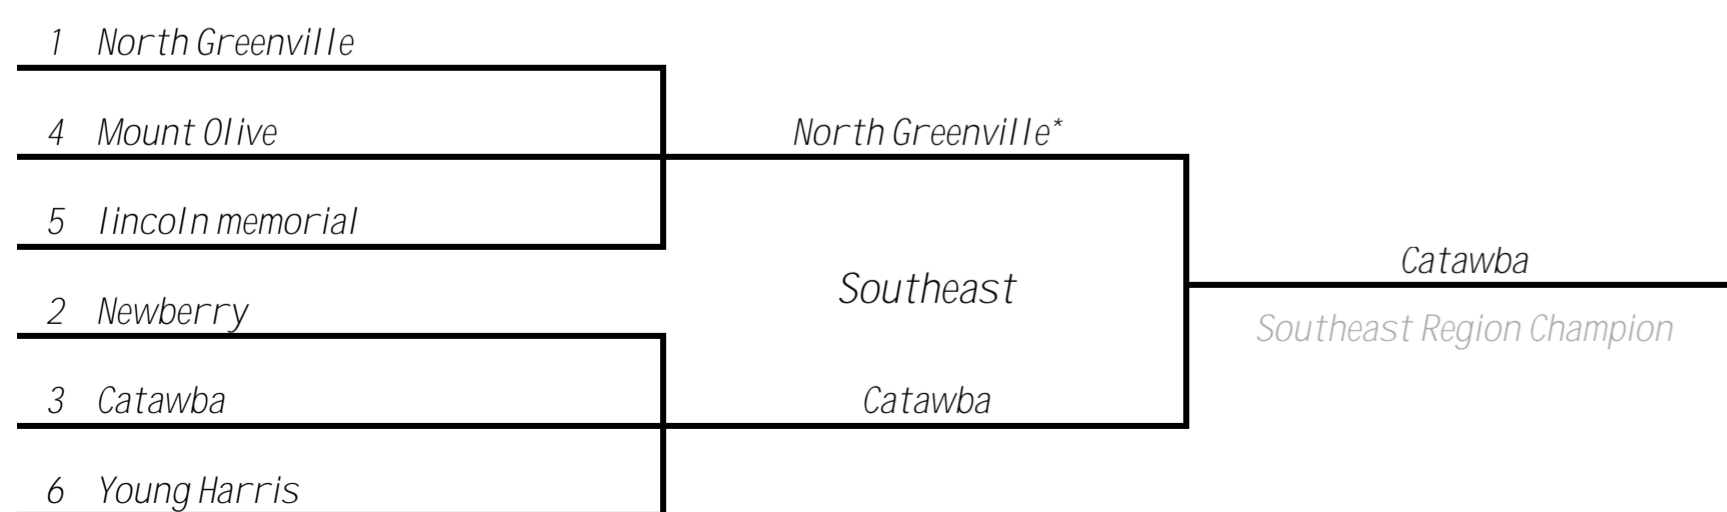 1 North Greenville
4 Mount Olive
5 lincoln memorial
2 Newberry
3 Catawba
6 Young Harris
North Greenville*
Southeast
Catawba
Catawba
Southeast Region Champion